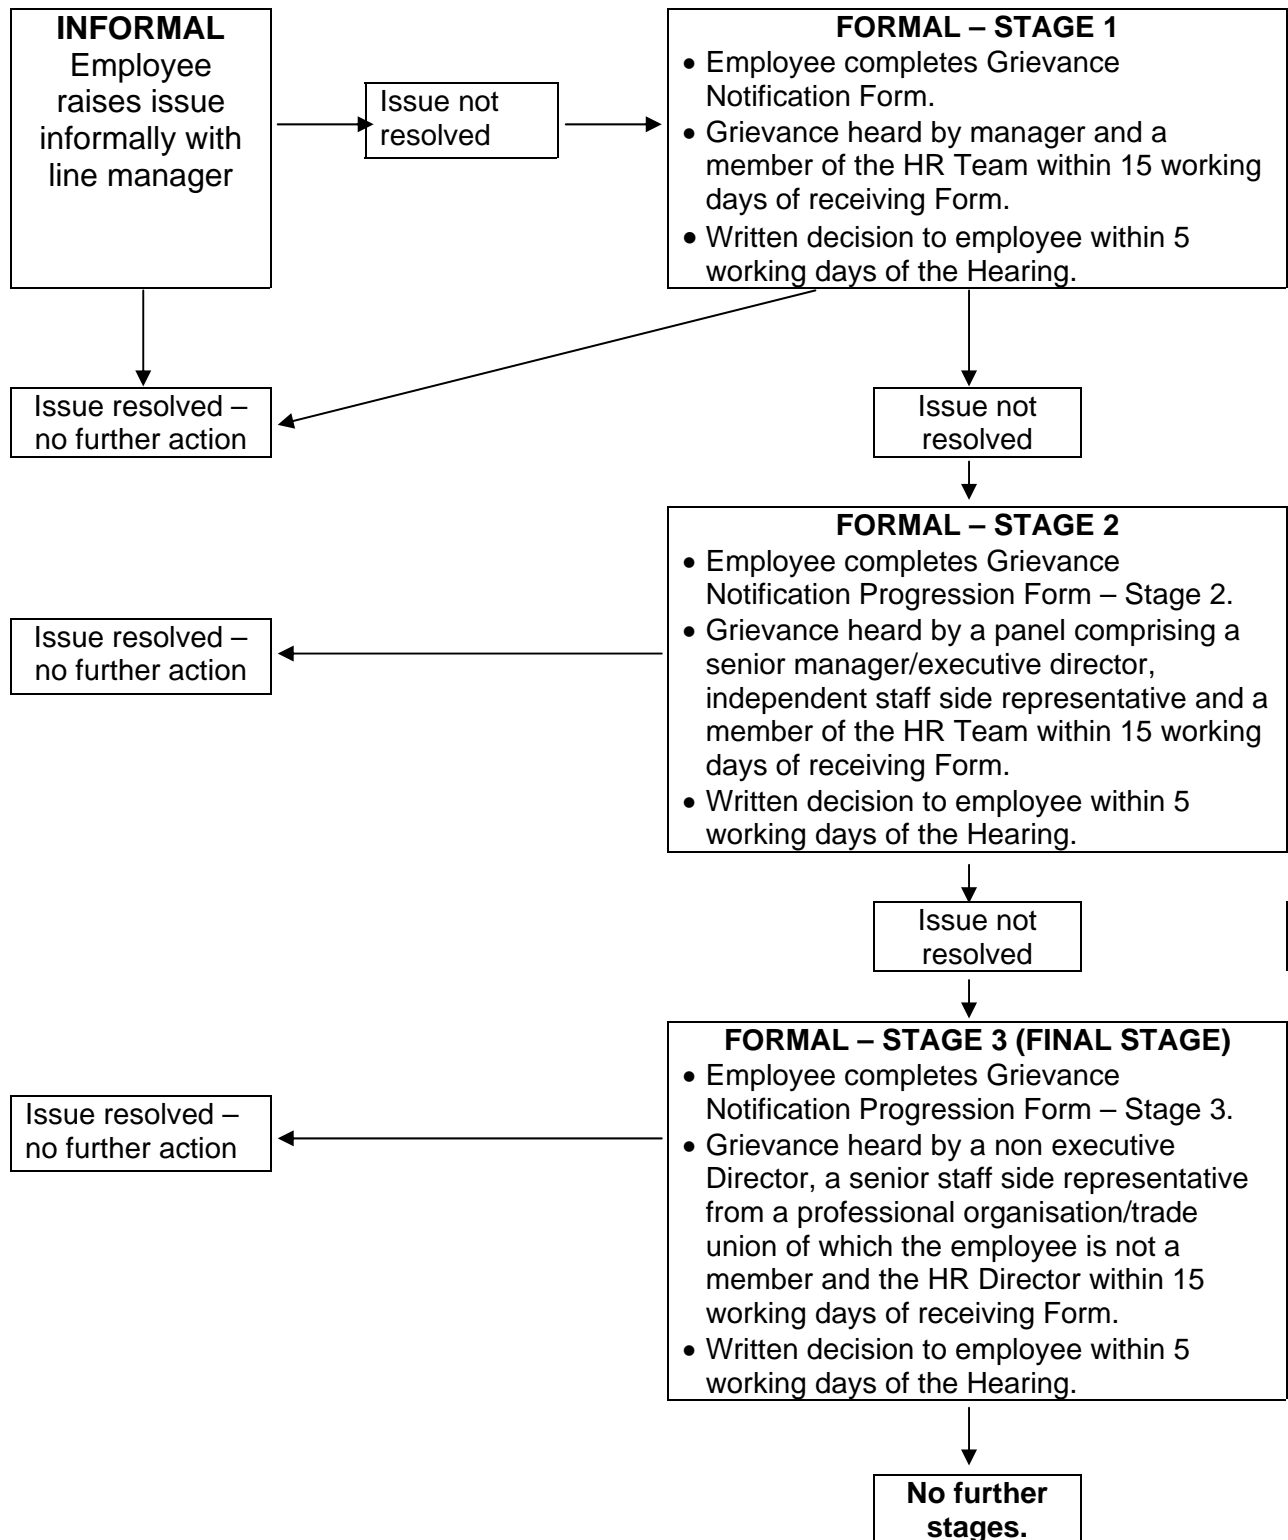 INFORMAL
Employee
raises issue
informally with
line manager
Issue not
resolved
FORMAL – STAGE 1
• Employee completes Grievance
Notification Form.
• Grievance heard by manager and a
member of the HR Team within 15 working
days of receiving Form.
• Written decision to employee within 5
working days of the Hearing.
Issue resolved –
no further action
Issue not
resolved
FORMAL – STAGE 2
• Employee completes Grievance
Notification Progression Form – Stage 2.
• Grievance heard by a panel comprising a
senior manager/executive director,
independent staff side representative and a
member of the HR Team within 15 working
days of receiving Form.
• Written decision to employee within 5
working days of the Hearing.
Issue resolved –
no further action
Issue not
resolved
FORMAL – STAGE 3 (FINAL STAGE)
• Employee completes Grievance
Notification Progression Form – Stage 3.
• Grievance heard by a non executive
Director, a senior staff side representative
from a professional organisation/trade
union of which the employee is not a
member and the HR Director within 15
working days of receiving Form.
• Written decision to employee within 5
working days of the Hearing.
Issue resolved –
no further action
No further
stages.